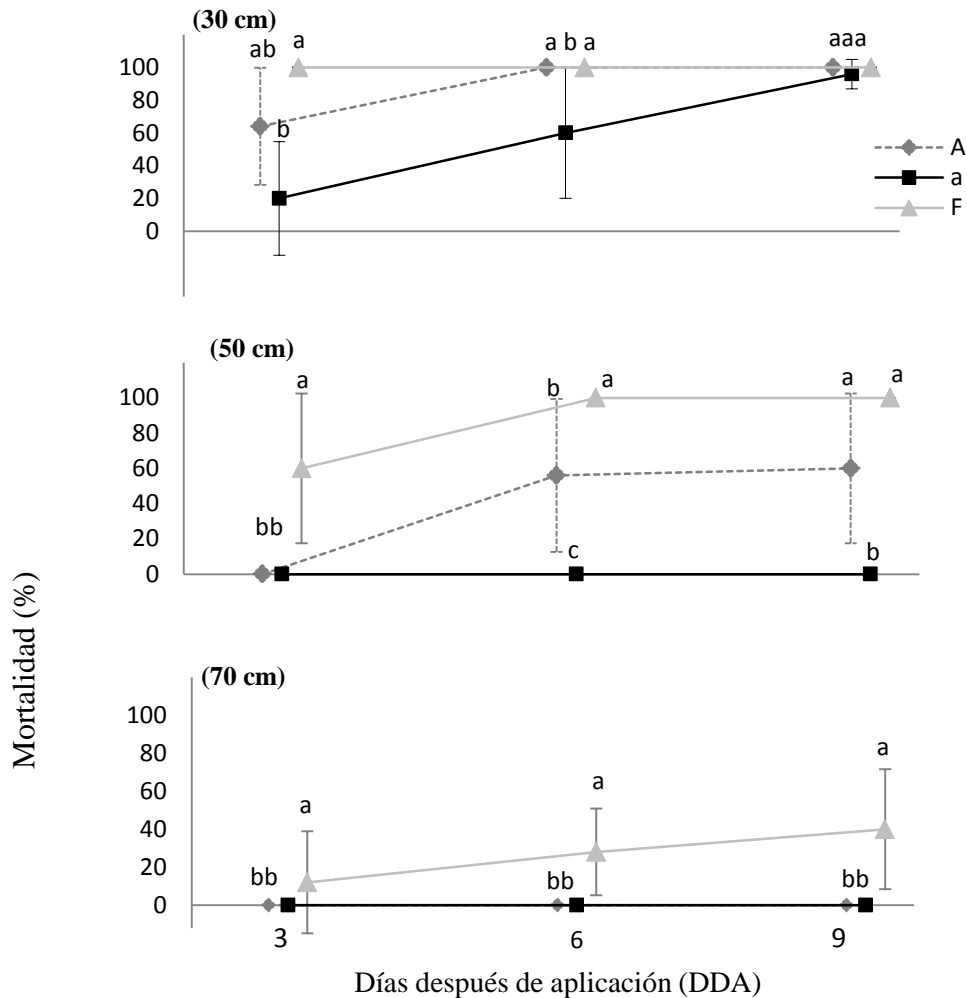 (30 cm)
ab
a
a b a
aaa
b
100
80
60
40
20
0
A
a
F
(50 cm)
a
b
a
a
a
bb
c
b
100
80
60
40
20
0
Mortalidad (%)
(70 cm)
a
a
a
bb
bb
bb
100
80
60
40
20
0
3
6
9
Días después de aplicación (DDA)